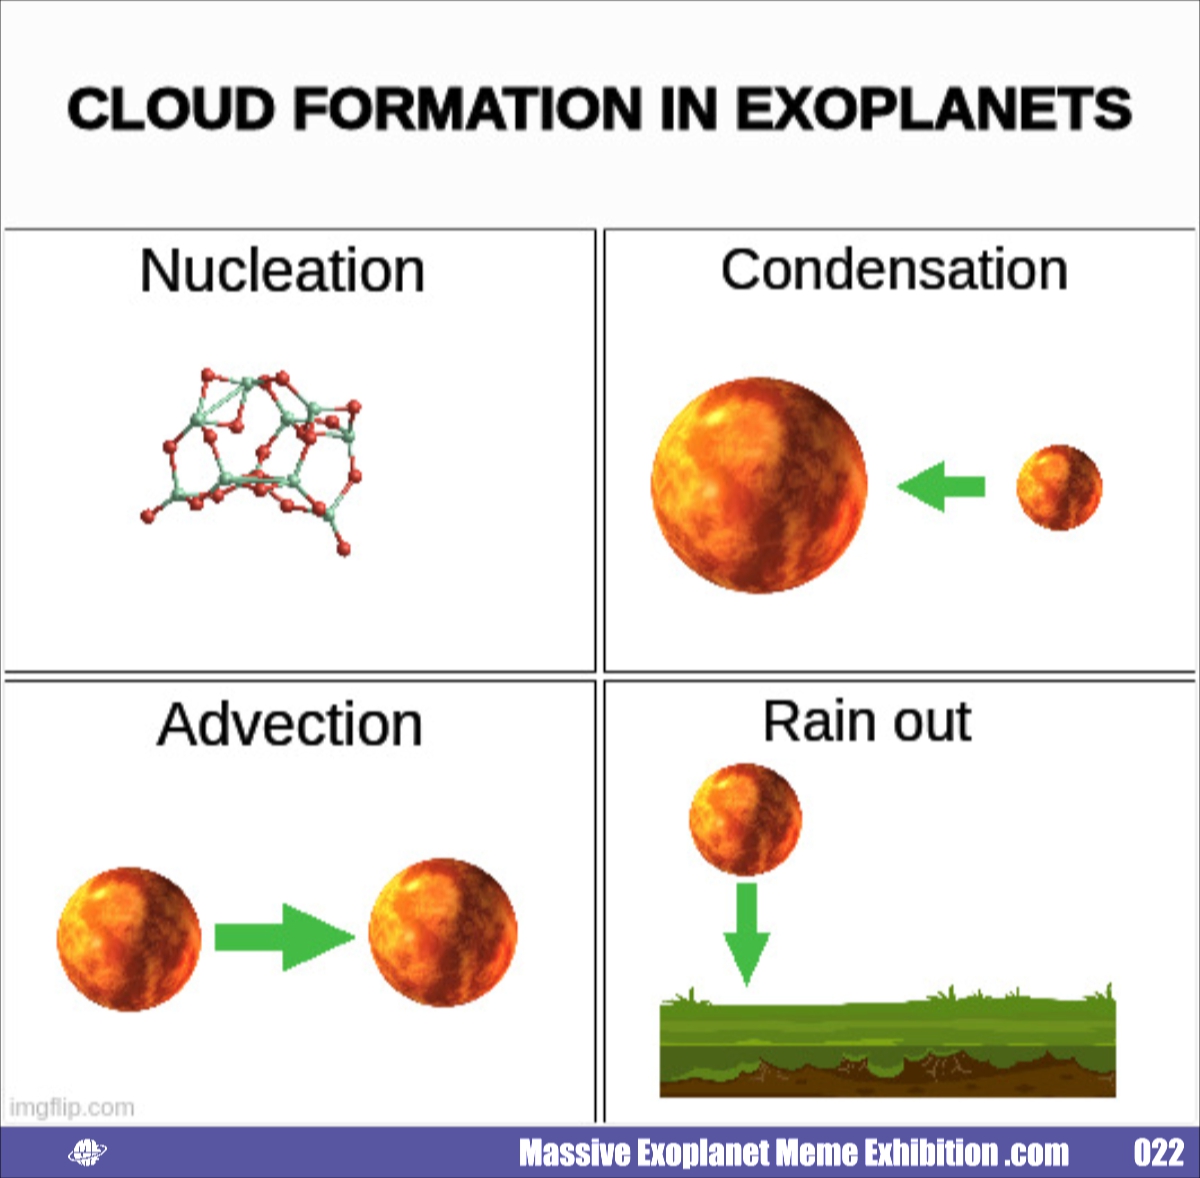 CLOUD FORMATION IN EXOPLANETS
Nucleation
Condensation
Advection
Rain out
imgflip.com
Massive Exoplanet Meme Exhibition .com
022